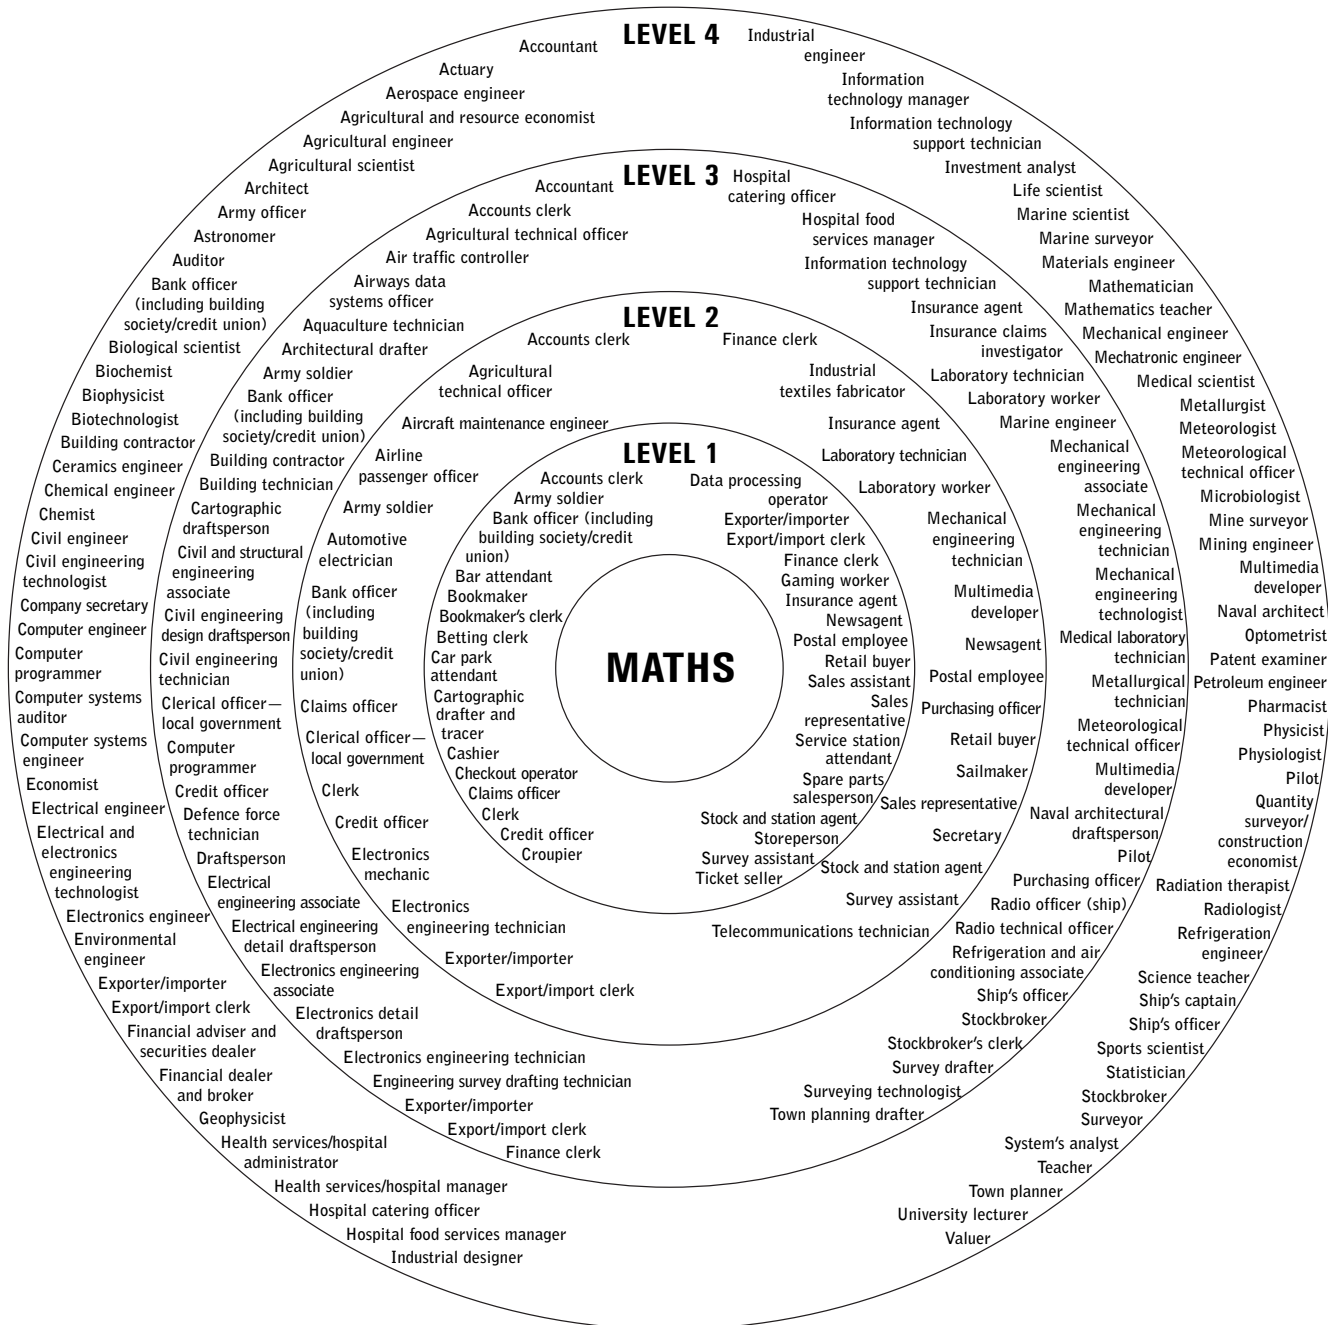 LEVEL 4
Accountant
Actuary
Aerospace engineer
Agricultural and resource economist
Agricultural engineer
Agricultural scientist
Architect
Army officer
Astronomer
Auditor
Bank officer
(including building
society/credit union)
Biological scientist
Biochemist
Biophysicist
Biotechnologist
Building contractor
Ceramics engineer
Chemical engineer
Chemist
Civil engineer
Civil engineering
technologist
Company secretary
Computer engineer
Computer
programmer
Computer systems
auditor
Computer systems
engineer
Economist
Electrical engineer
Electrical and
electronics
engineering
technologist
Electronics engineer
Environmental
engineer
Exporter/importer
Export/import clerk
Financial adviser and
securities dealer
Financial dealer
and broker
Geophysicist
Health services/hospital
administrator
Health services/hospital manager
Hospital catering officer
Hospital food services manager
Industrial designer
Industrial
engineer
Information
technology manager
Information technology
support technician
Investment analyst
Life scientist
Marine scientist
Marine surveyor
Materials engineer
Mathematician
Mathematics teacher
Mechanical engineer
Mechatronic engineer
Medical scientist
Metallurgist
Meteorologist
Meteorological
technical officer
Microbiologist
Mine surveyor
Mining engineer
Multimedia
developer
Naval architect
Optometrist
Patent examiner
Petroleum engineer
Pharmacist
Physicist
Physiologist
Pilot
Quantity
surveyor/
construction
economist
Radiation therapist
Radiologist
Refrigeration
engineer
Science teacher
Ship's captain
Ship's officer
Sports scientist
Statistician
Stockbroker
Surveyor
System's analyst
Teacher
Town planner
University lecturer
Valuer
LEVEL 3
Accountant
Accounts clerk
Agricultural technical officer
Air traffic controller
Airways data
systems officer
Aquaculture technician
Architectural drafter
Army soldier
Bank officer
(including building
society/credit union)
Building contractor
Building technician
Cartographic
draftsperson
Civil and structural
engineering
associate
Civil engineering
design draftsperson
Civil engineering
technician
Clerical officer—
local government
Computer
programmer
Credit officer
Defence force
technician
Draftsperson
Electrical
engineering associate
Electrical engineering
detail draftsperson
Electronics engineering
associate
Electronics detail
draftsperson
Electronics engineering technician
Engineering survey drafting technician
Exporter/importer
Export/import clerk
Finance clerk
Hospital
catering officer
Hospital food
services manager
Information technology
support technician
Insurance agent
Insurance claims
investigator
Laboratory technician
Laboratory worker
Marine engineer
Mechanical
engineering
associate
Mechanical
engineering
technician
Mechanical
engineering
technologist
Medical laboratory
technician
Metallurgical
technician
Meteorological
technical officer
Multimedia
developer
Naval architectural
draftsperson
Pilot
Purchasing officer
Radio officer (ship)
Radio technical officer
Refrigeration and air
conditioning associate
Ship's officer
Stockbroker
Stockbroker's clerk
Survey drafter
Surveying technologist
Town planning drafter
LEVEL 2
Accounts clerk
Agricultural
technical officer
Aircraft maintenance engineer
Airline
passenger officer
Army soldier
Automotive
electrician
Bank officer
(including
building
society/credit
union)
Claims officer
Clerical officer—
local government
Clerk
Credit officer
Electronics
mechanic
Electronics
engineering technician
Exporter/importer
Export/import clerk
Finance clerk
Industrial
textiles fabricator
Insurance agent
Laboratory technician
Laboratory worker
Mechanical
engineering
technician
Multimedia
developer
Newsagent
Postal employee
Purchasing officer
Retail buyer
Sailmaker
Sales representative
Secretary
Stock and station agent
Survey assistant
Telecommunications technician
LEVEL 1
Accounts clerk
Army soldier
Bank officer (including
building society/credit
union)
Bar attendant
Bookmaker
Bookmaker's clerk
Betting clerk
Car park
attendant
Cartographic
drafter and
tracer
Cashier
Checkout operator
Claims officer
Clerk
Credit officer
Croupier
Data processing
operator
Exporter/importer
Export/import clerk
Finance clerk
Gaming worker
Insurance agent
Newsagent
Postal employee
Retail buyer
Sales assistant
Sales
representative
Service station
attendant
Spare parts
salesperson
Stock and station agent
Storeperson
Survey assistant
Ticket seller
MATHS